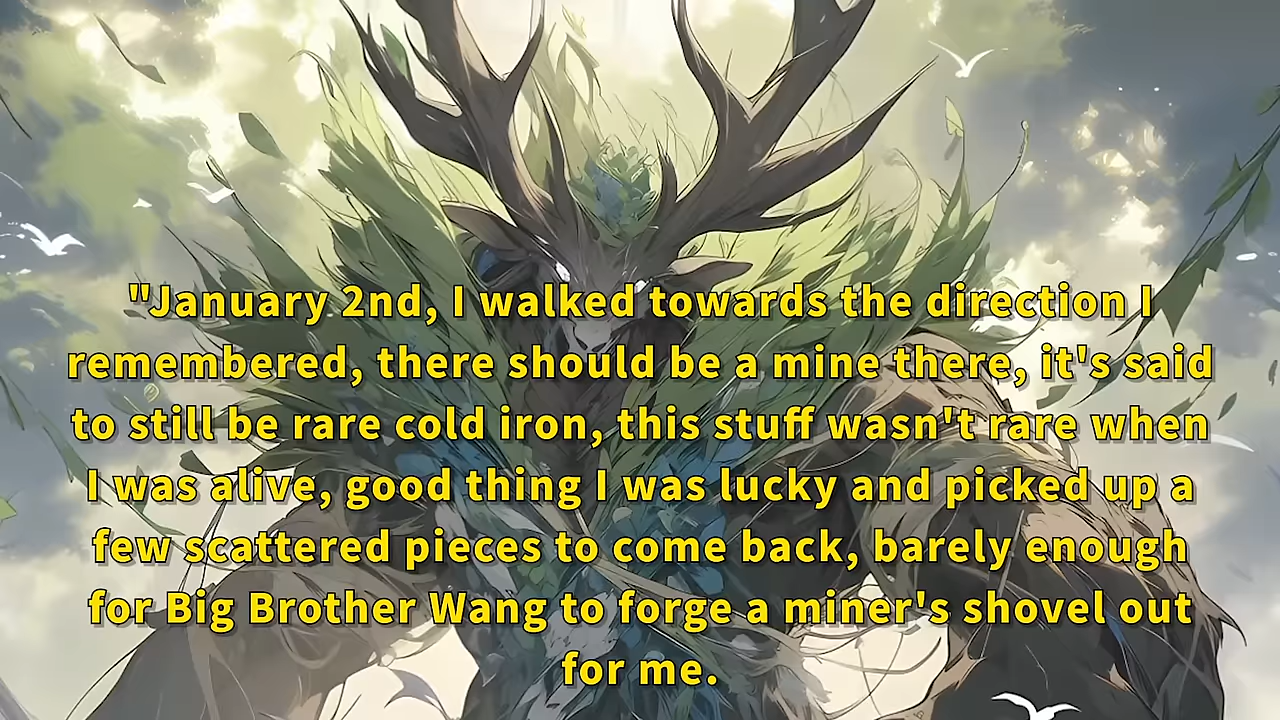 "January 2nd, I walked towards the direction I
remembered, there should be a mine there, it's said
to still be rare cold iron, this stuff wasn't rare when
I was alive, good thing I was lucky and picked up a
few scattered pieces to come back, barely enough
for Big Brother Wang to forge a miner's shovel out
for me.